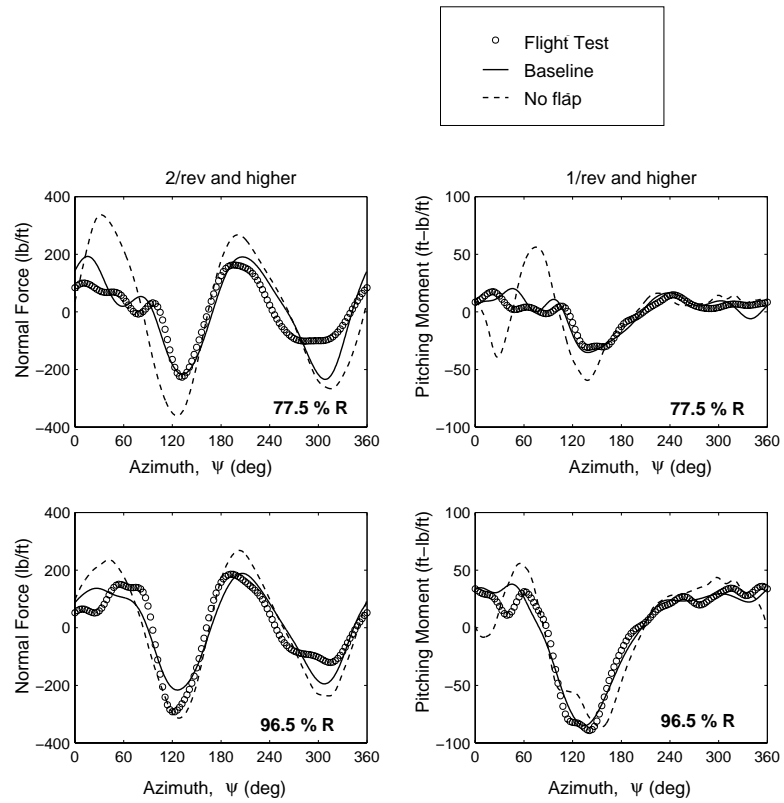 Flight Test
Baseline
No flap
2/rev and higher
1/rev and higher
400
200
0
−200
−400
Normal Force (lb/ft)
0 60 120 180 240 300 360
Azimuth, Ψ (deg)
77.5 % R
100
50
0
−50
−100
Pitching Moment (ft−lb/ft)
0 60 120 180 240 300 360
Azimuth, Ψ (deg)
77.5 % R
400
200
0
−200
−400
Normal Force (lb/ft)
0 60 120 180 240 300 360
Azimuth, Ψ (deg)
96.5 % R
100
50
0
−50
−100
Pitching Moment (ft−lb/ft)
0 60 120 180 240 300 360
Azimuth, Ψ (deg)
96.5 % R